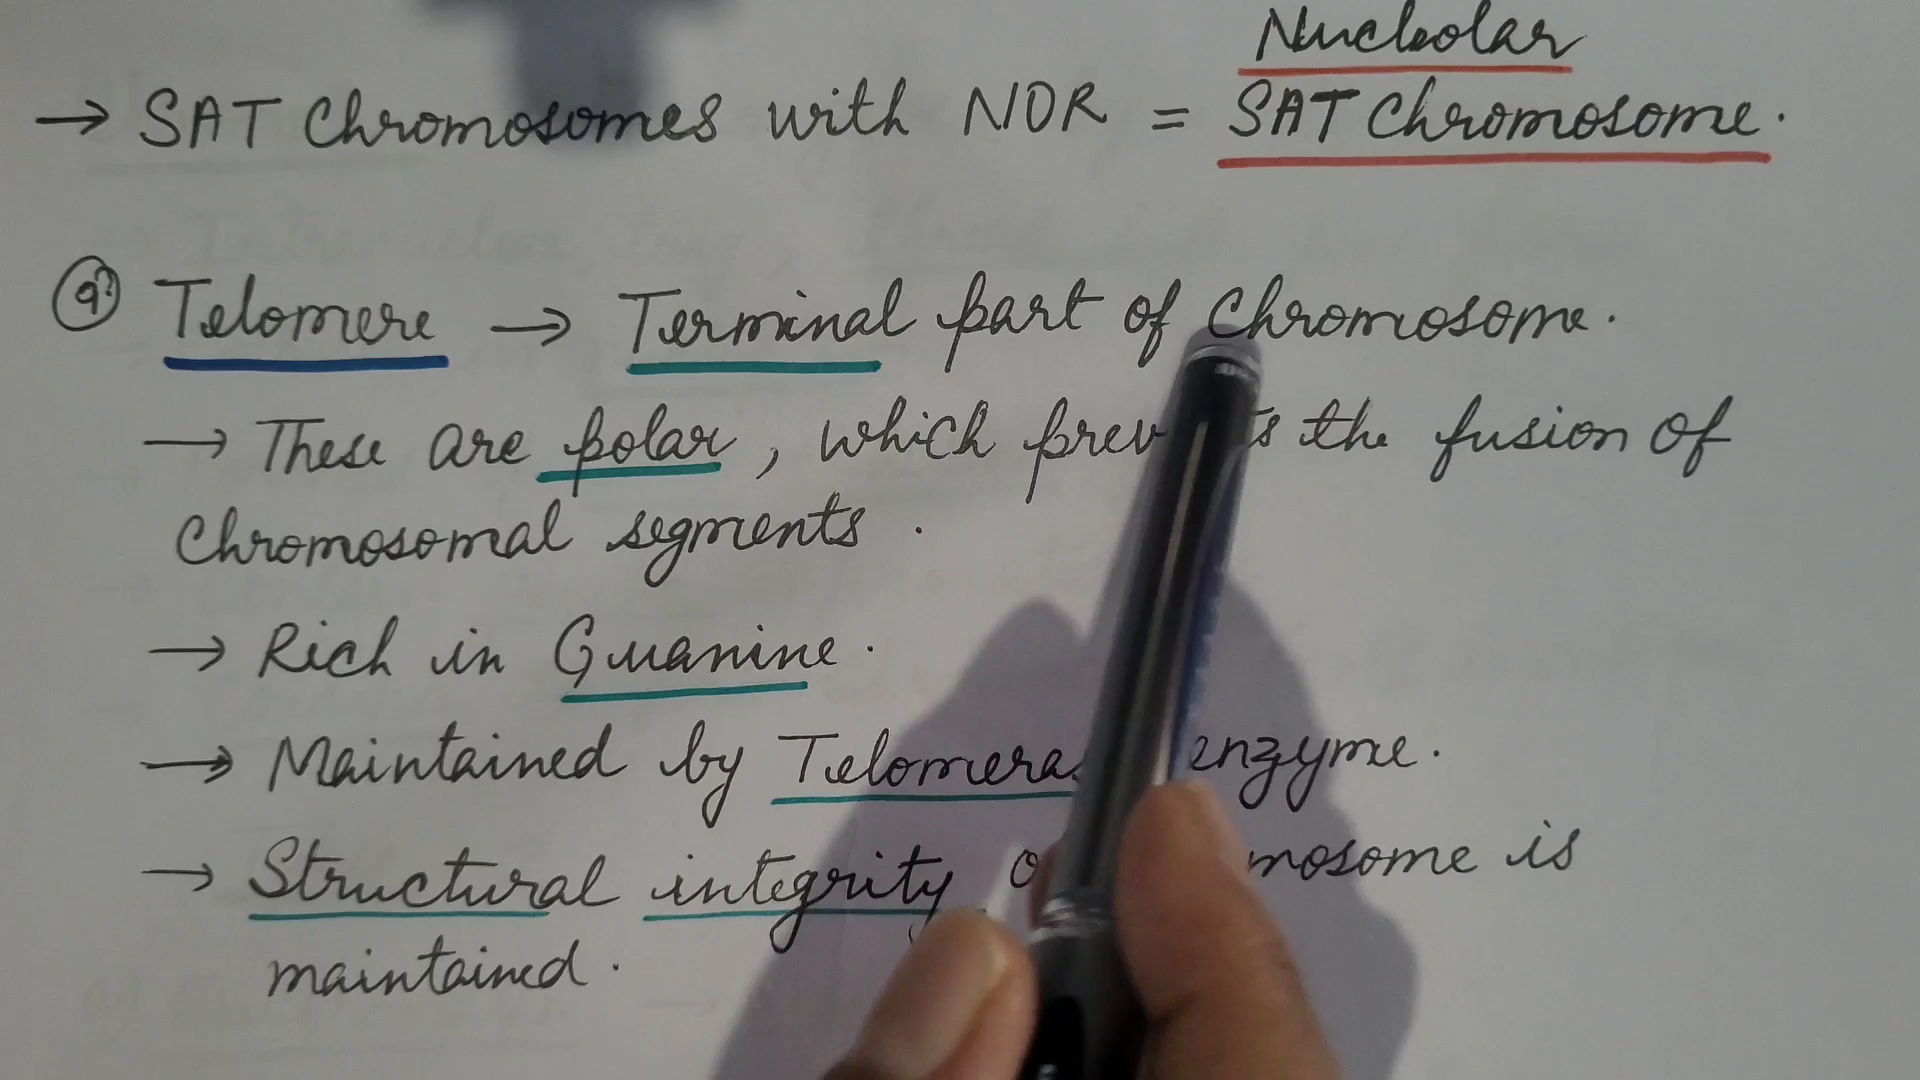 Nucleolar
→ SAT Chromosomes with NOR = SAT Chromosome.
9) Telomere → Terminal part of Chromosome.
→ These are polar, which the fusion of
Chromosomal segments.
→ Rich in Guanine.
→ Maintained by enzyme.
→ Structural integrity is
maintained.